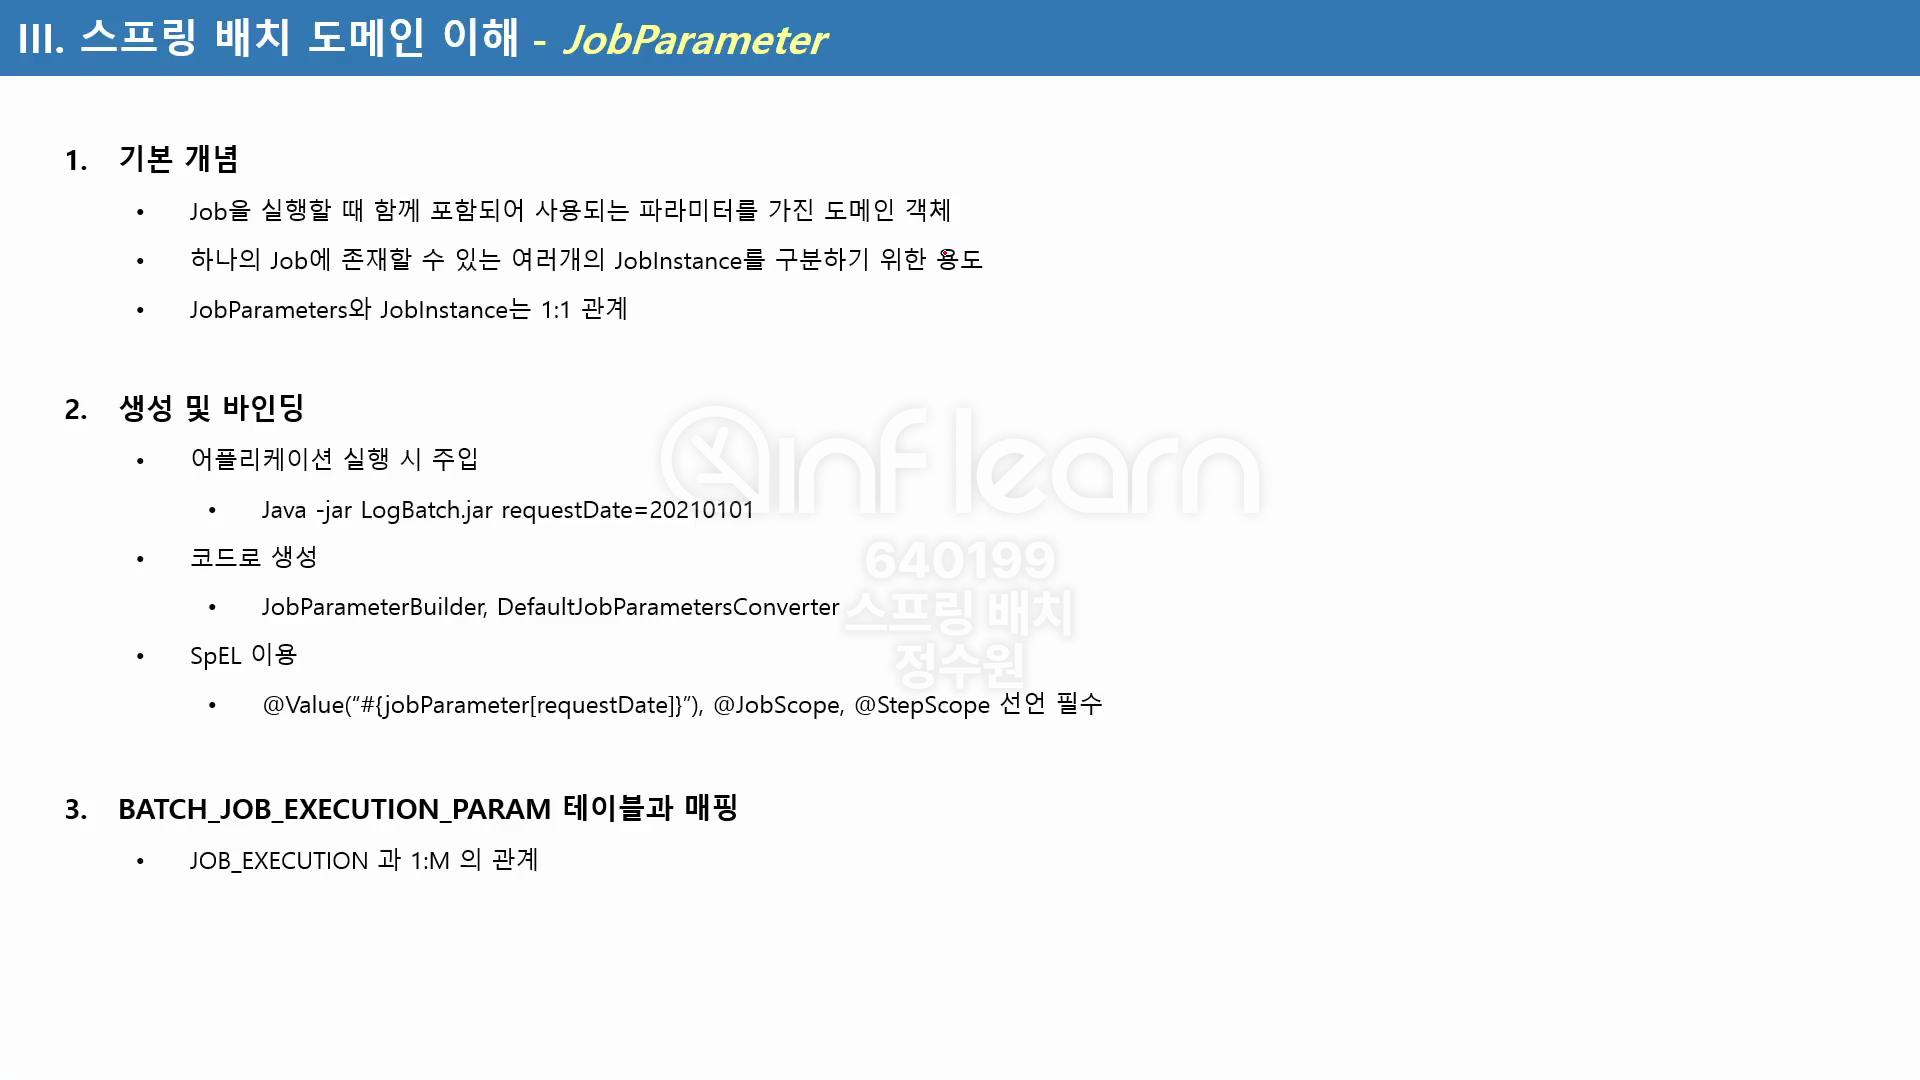 III. 스프링 배치 도메인 이해 - JobParameter
1. 기본 개념
• Job을 실행할 때 함께 포함되어 사용되는 파라미터를 가진 도메인 객체
• 하나의 Job에 존재할 수 있는 여러개의 JobInstance를 구분하기 위한 용도
• JobParameters와 JobInstance는 1:1 관계
2. 생성 및 바인딩
• 어플리케이션 실행 시 주입
• Java -jar LogBatch.jar requestDate=20210101
• 코드로 생성
• JobParameterBuilder, DefaultJobParametersConverter
• SpEL 이용
• @Value(“#{jobParameter[requestDate]}”), @JobScope, @StepScope 선언 필수
3. BATCH_JOB_EXECUTION_PARAM 테이블과 매핑
• JOB_EXECUTION 과 1:M 의 관계
inflearn
640199
스프링 배치
정수원